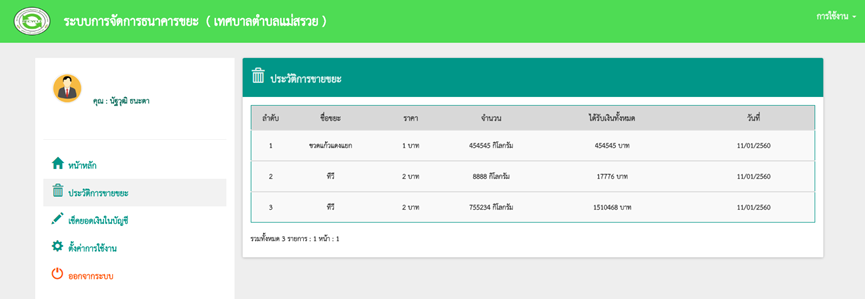 ระบบการจัดการธนาคารขยะ ( เทศบาลตำบลแม่สรวย )
การใช้งาน
คุณ : นัฐวุฒิ ธนะดา
หน้าหลัก
ประวัติการขายขยะ
เช็คยอดเงินในบัญชี
ตั้งค่าการใช้งาน
ออกจากระบบ
ประวัติการขายขยะ
ลำดับ ชื่อขยะ ราคา จำนวน ได้รับเงินทั้งหมด วันที่
1 ขวดแก้วแดงแยก 1 บาท 454545 กิโลกรัม 454545 บาท 11/01/2560
2 ทีวี 2 บาท 8888 กิโลกรัม 17776 บาท 11/01/2560
3 ทีวี 2 บาท 755234 กิโลกรัม 1510468 บาท 11/01/2560
รวมทั้งหมด 3 รายการ : 1 หน้า : 1